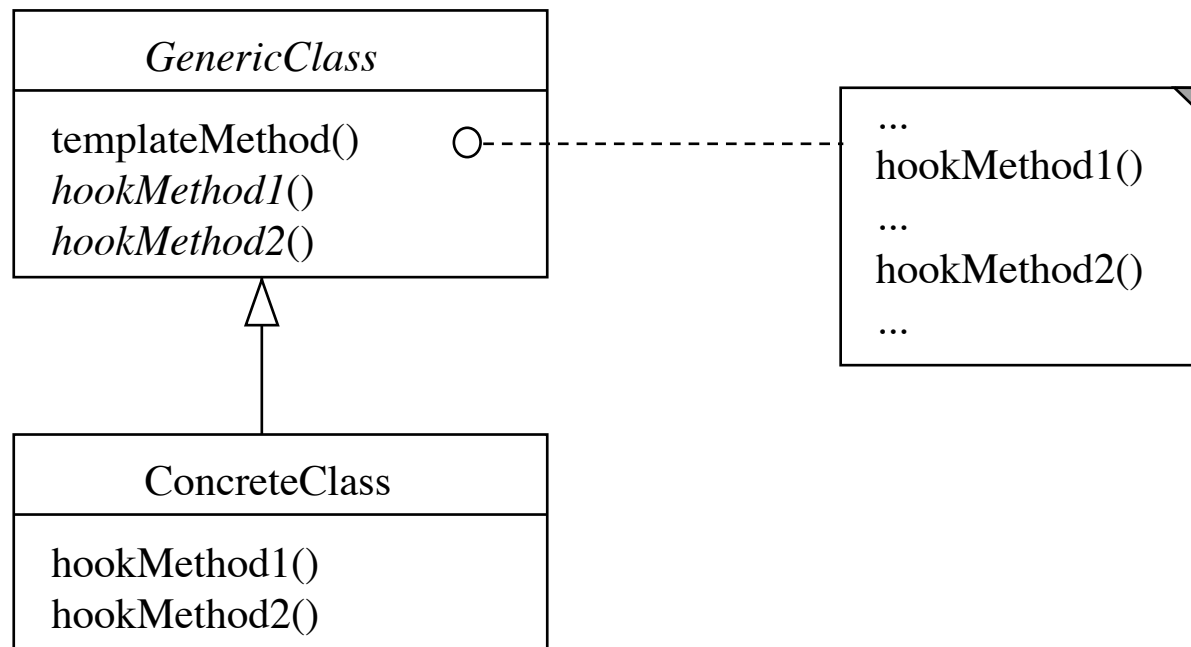 GenericClass
templateMethod()
hookMethod1()
hookMethod2()
...
hookMethod1()
...
hookMethod2()
...
ConcreteClass
hookMethod1()
hookMethod2()